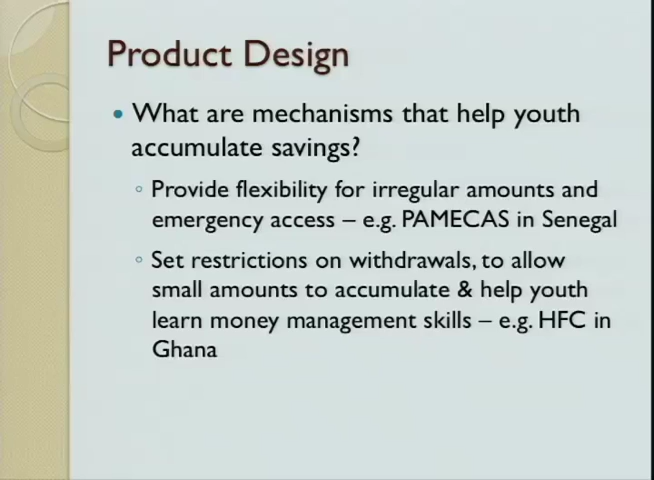 Product Design
• What are mechanisms that help youth
accumulate savings?
◦ Provide flexibility for irregular amounts and
emergency access – e.g. PAMECAS in Senegal
◦ Set restrictions on withdrawals, to allow
small amounts to accumulate & help youth
learn money management skills – e.g. HFC in
Ghana